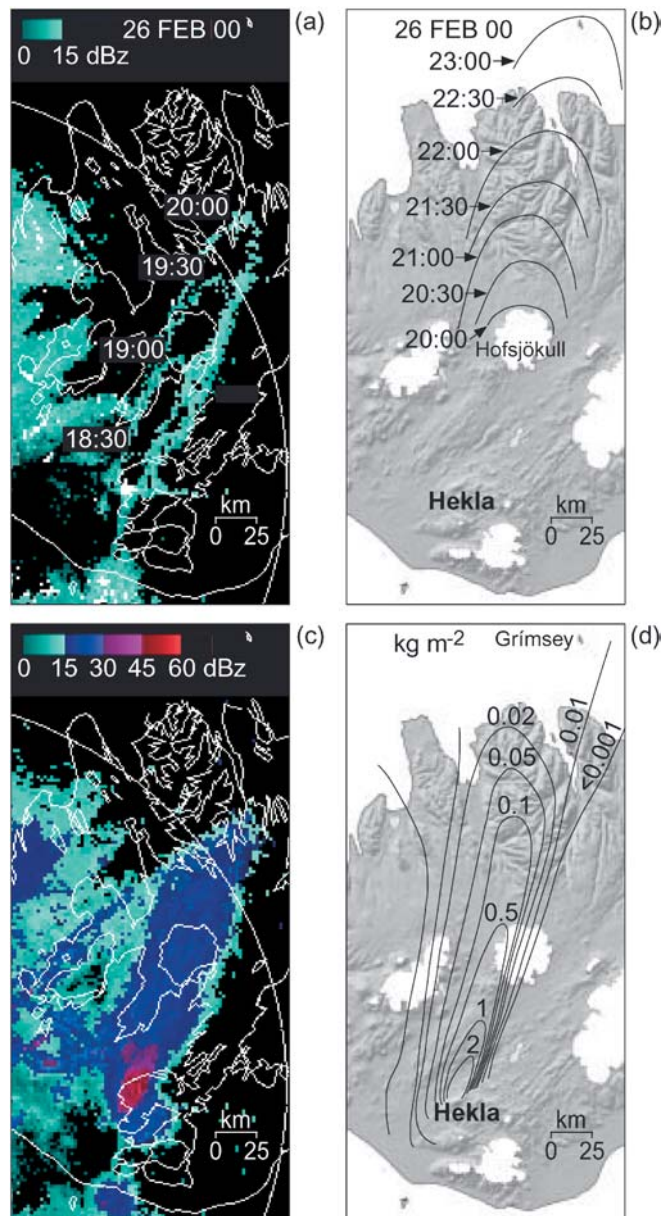 26 FEB 00
(a)
0 15 dBz
20:00
19:30
19:00
18:30
km
0 25
(b)
26 FEB 00
23:00
22:30
22:00
21:30
21:00
20:30
20:00
Hofsjökull
Hekla
km
0 25
(c)
0 15 30 45 60 dBz
km
0 25
kg m-2
Grímsey
(d)
0.02
0.01
0.05
<0.001
0.1
0.5
1
2
Hekla
km
0 25